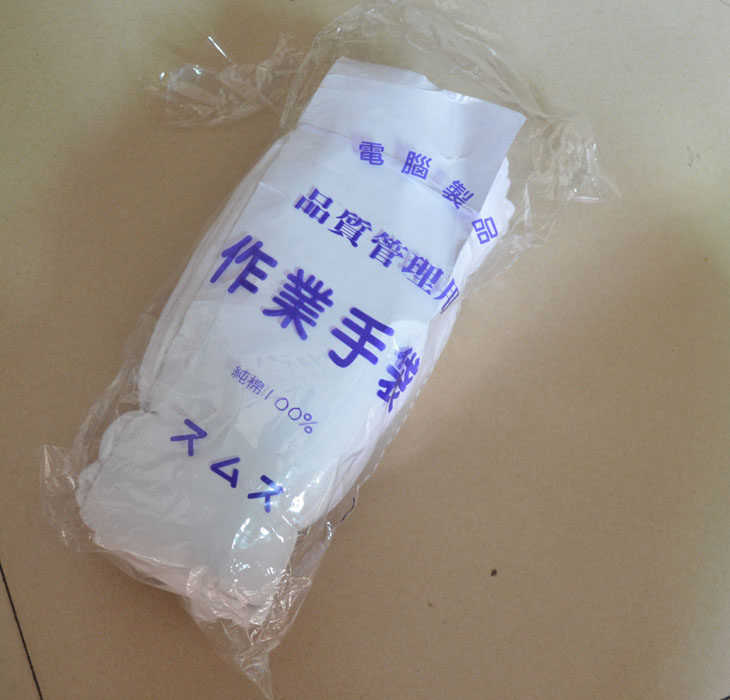 電腦製品
品質管理用
作業手袋
純棉100%
スムス